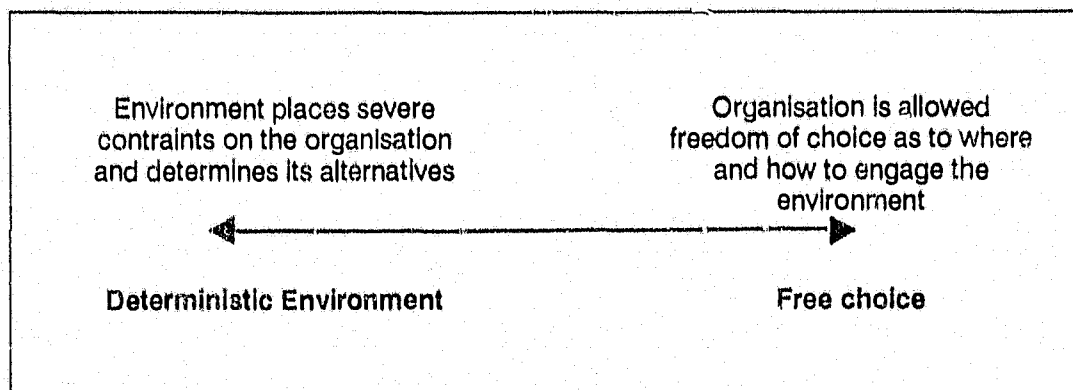 Environment places severe
contraints on the organisation
and determines its alternatives
Organisation is allowed
freedom of choice as to where
and how to engage the
environment
Deterministic Environment
Free choice